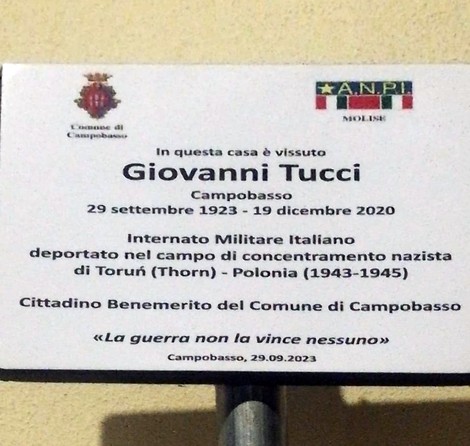 Comune di
Campobasso
A.N.P.I.
MOLISE
In questa casa è vissuto
Giovanni Tucci
Campobasso
29 settembre 1923 - 19 dicembre 2020
Internato Militare Italiano
deportato nel campo di concentramento nazista
di Toruń (Thorn) - Polonia (1943-1945)
Cittadino Benemerito del Comune di Campobasso
«La guerra non la vince nessuno»
Campobasso, 29.09.2023